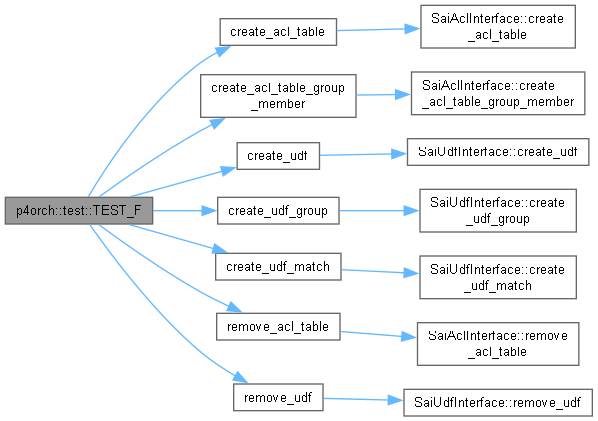 p4orch::test::TEST_F
create_acl_table
SaiAclInterface::create
_acl_table
create_acl_table_group
_member
SaiAclInterface::create
_acl_table_group_member
create_udf
SaiUdfInterface::create_udf
create_udf_group
SaiUdfInterface::create
_udf_group
create_udf_match
SaiUdfInterface::create
_udf_match
remove_acl_table
SaiAclInterface::remove
_acl_table
remove_udf
SaiUdfInterface::remove_udf